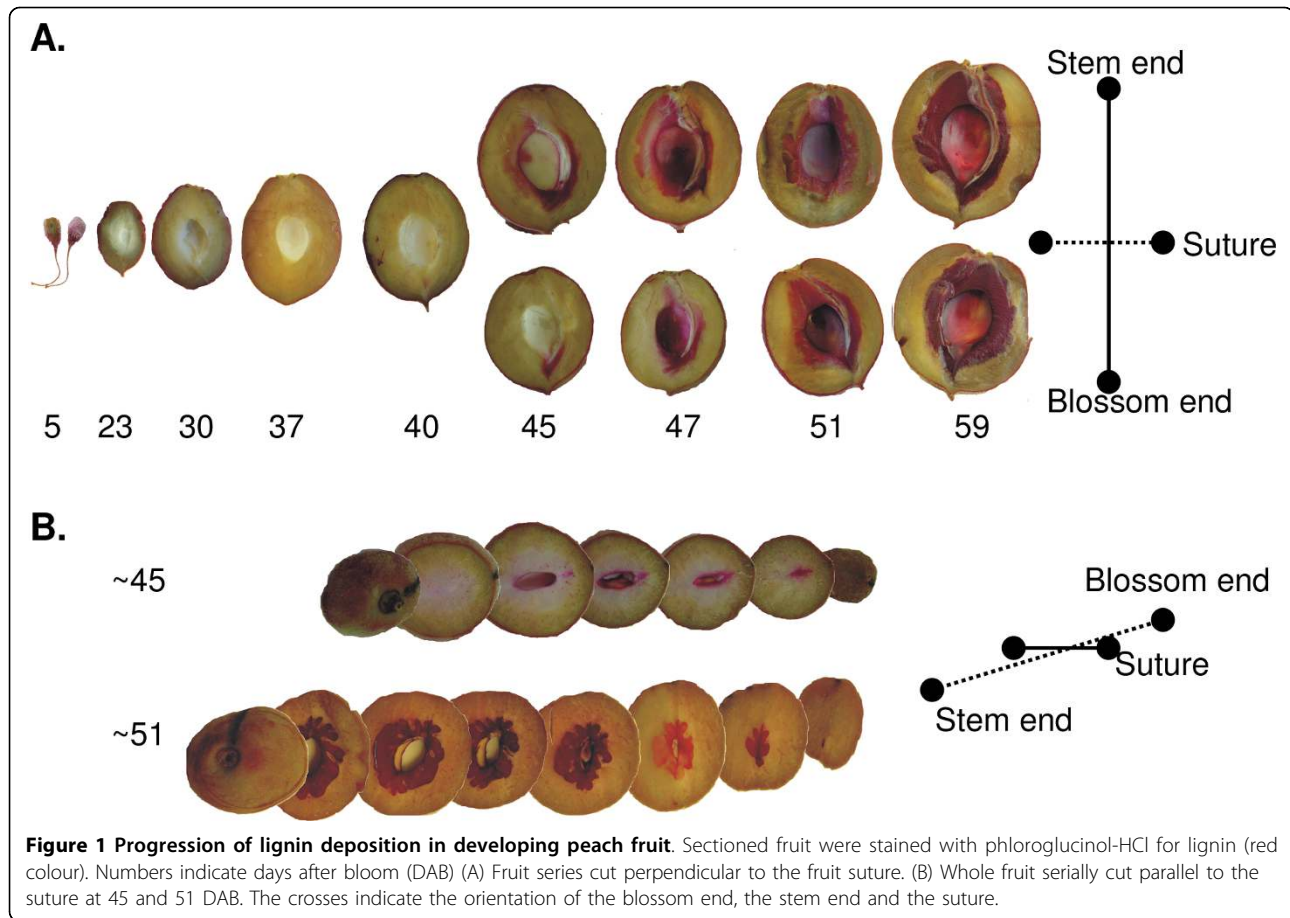 A.
Stem end
Suture
Blossom end
5 23 30 37 40 45 47 51 59
B.
~45
Blossom end
Suture
Stem end
~51
Figure 1 Progression of lignin deposition in developing peach fruit. Sectioned fruit were stained with phloroglucinol-HCl for lignin (red
colour). Numbers indicate days after bloom (DAB) (A) Fruit series cut perpendicular to the fruit suture. (B) Whole fruit serially cut parallel to the
suture at 45 and 51 DAB. The crosses indicate the orientation of the blossom end, the stem end and the suture.